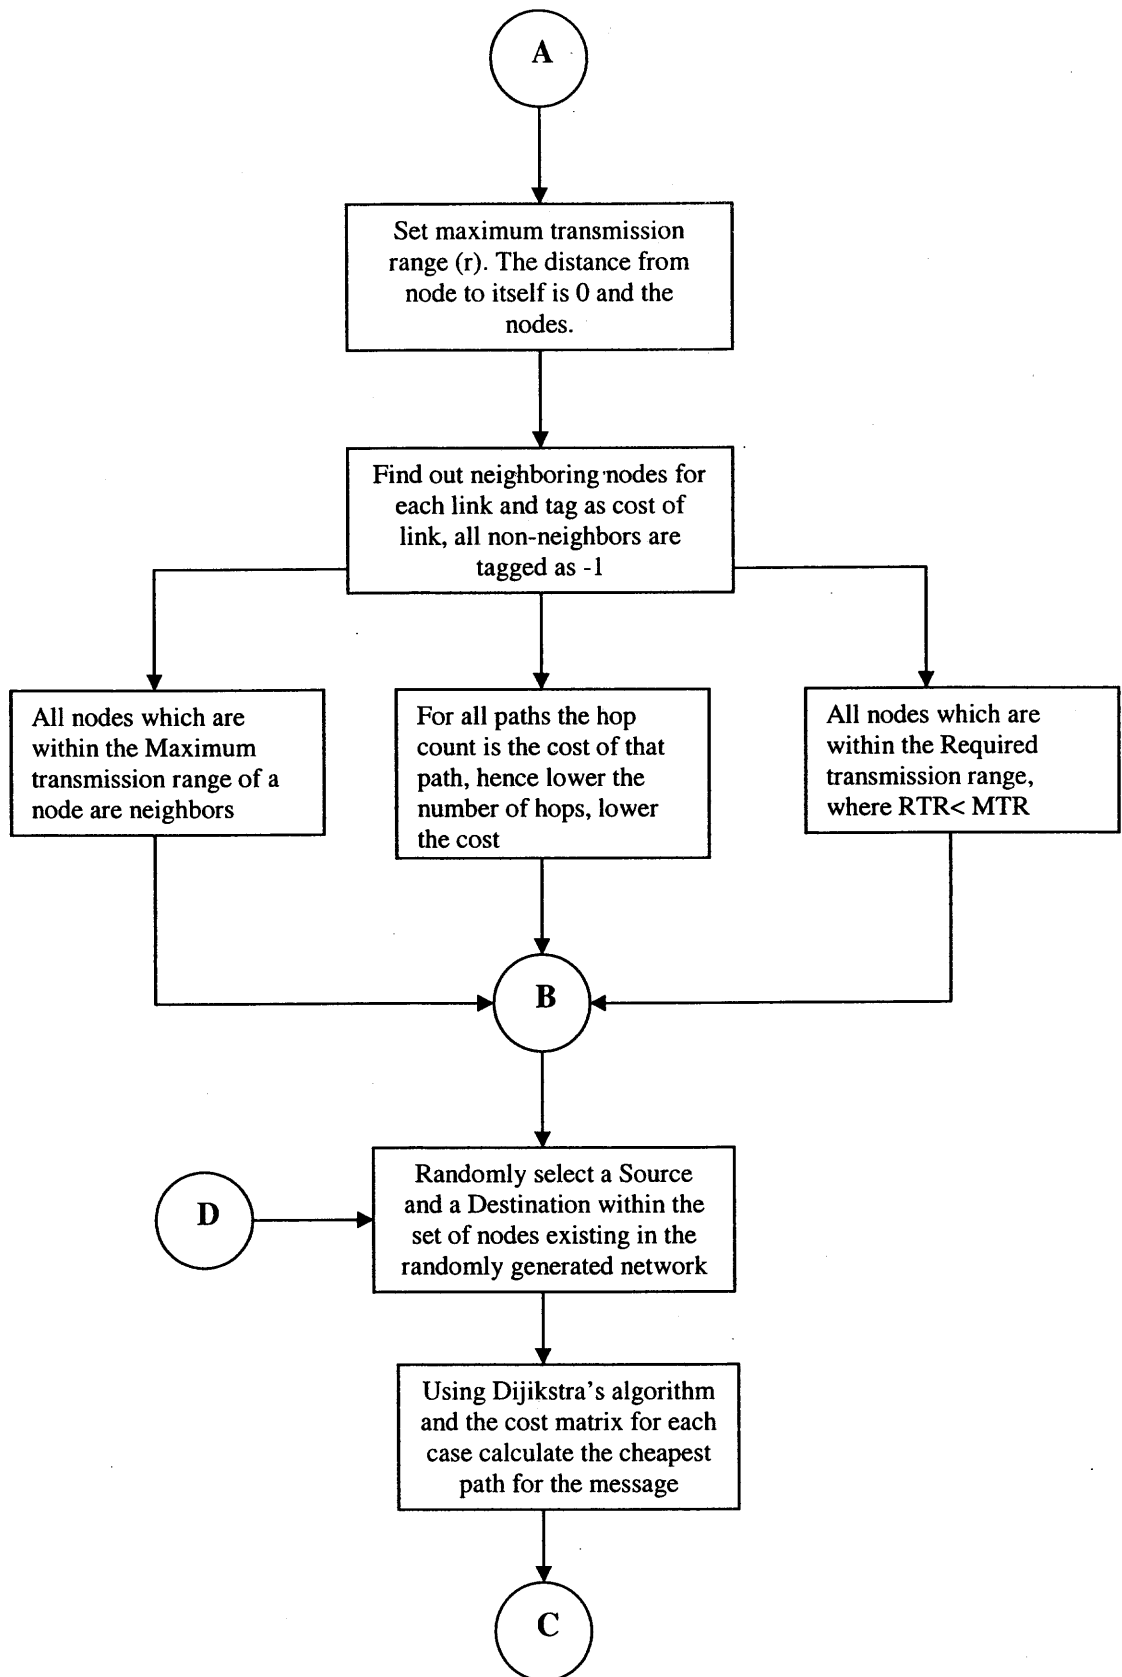 A
Set maximum transmission
range (r). The distance from
node to itself is 0 and the
nodes.
Find out neighboring nodes for
each link and tag as cost of
link, all non-neighbors are
tagged as -1
All nodes which are
within the Maximum
transmission range of a
node are neighbors
For all paths the hop
count is the cost of that
path, hence lower the
number of hops, lower
the cost
All nodes which are
within the Required
transmission range,
where RTR< MTR
B
D
Randomly select a Source
and a Destination within the
set of nodes existing in the
randomly generated network
Using Dijikstra's algorithm
and the cost matrix for each
case calculate the cheapest
path for the message
C